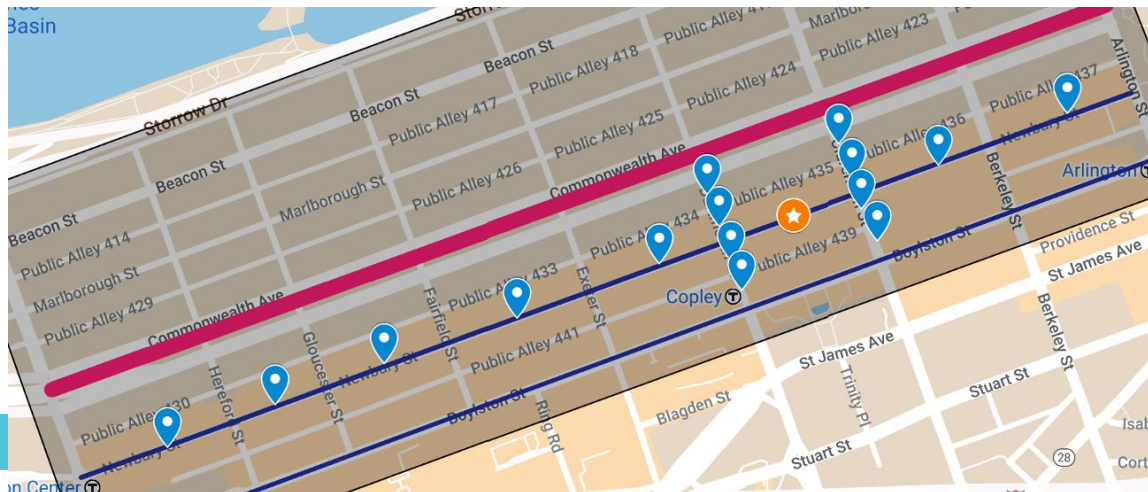 Basin
Storrow Dr
Beacon St
Beacon St
Beacon St
Beacon St
Public Alley 418
Public Alley 423
Public Alley 417
Public Alley 424
Public Alley 425
Public Alley 426
Marlborough St
Marlborough St
Public Alley 414
Public Alley 429
Commonwealth Ave
Commonwealth Ave
Public Alley 437
Public Alley 436
Public Alley 435
Public Alley 434
Public Alley 433
Public Alley 430
Public Alley 439
Public Alley 441
Newbury St
Newbury St
Newbury St
Arlington St
Arlington
Berkeley St
Berkeley St
Boylston St
Boylston St
Providence St
St James Ave
St James Ave
Copley
T
Exeter St
Fairfield St
Gloucester St
Hereford St
Ring Rd
Blagden St
Trinity Pl
Stuart St
Stuart St
28
on Center
T